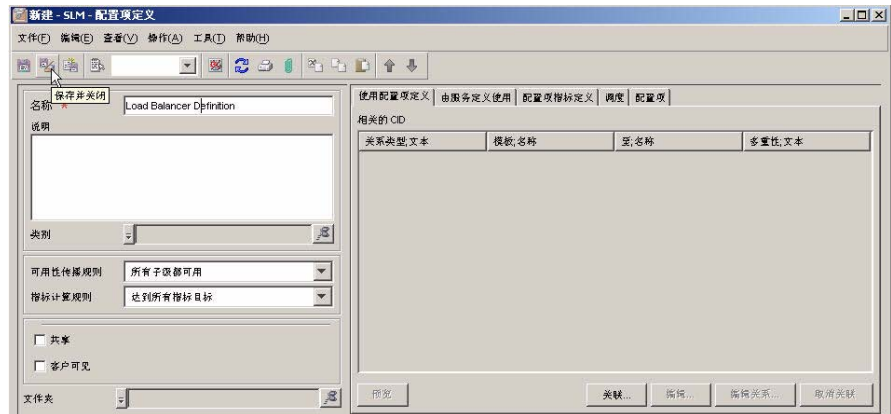 新建 - SLM - 配置项定义
文件(F) 编辑(E) 查看(V) 操作(A) 工具(T) 帮助(H)
保存并关闭
名称 * Load Balancer Definition
说明
类别
可用性传播规则 所有子级都可用
指标计算规则 达到所有指标目标
共享
客户可见
文件夹
使用配置项定义 由服务定义使用 配置项指标定义 调度 配置项
相关的 CID
关系类型;文本 模板;名称 至;名称 多重性;文本
预览 关联... 编辑... 编辑关系... 取消关联